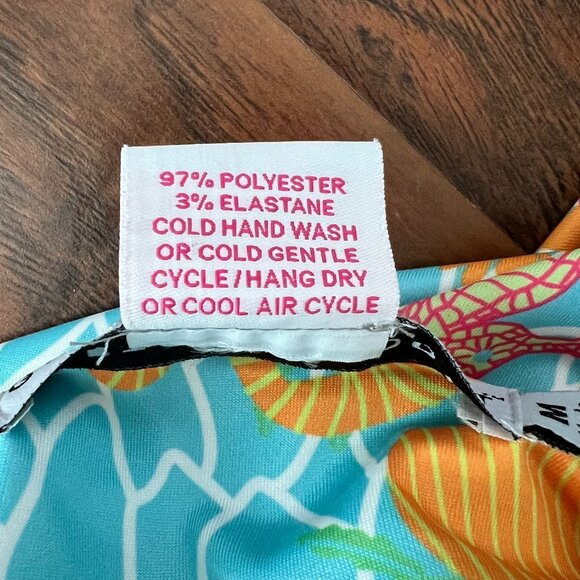 97% POLYESTER
3% ELASTANE
COLD HAND WASH
OR COLD GENTLE
CYCLE/HANG DRY
OR COOL AIR CYCLE
M